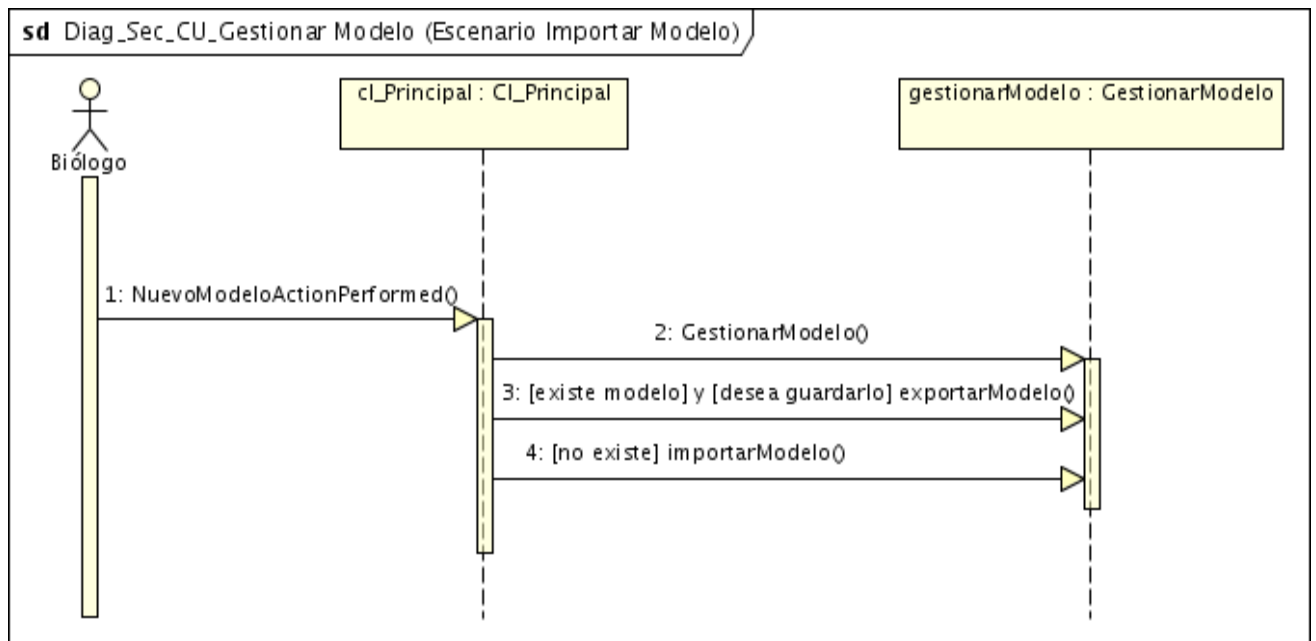 sd Diag_Sec_CU_Gestionar Modelo (Escenario Importar Modelo)
cl_Principal : Cl_Principal
gestionarModelo : GestionarModelo
Biólogo
1: NuevoModeloActionPerformed()
2: GestionarModelo()
3: [existe modelo] y [desea guardarlo] exportarModelo()
4: [no existe] importarModelo()